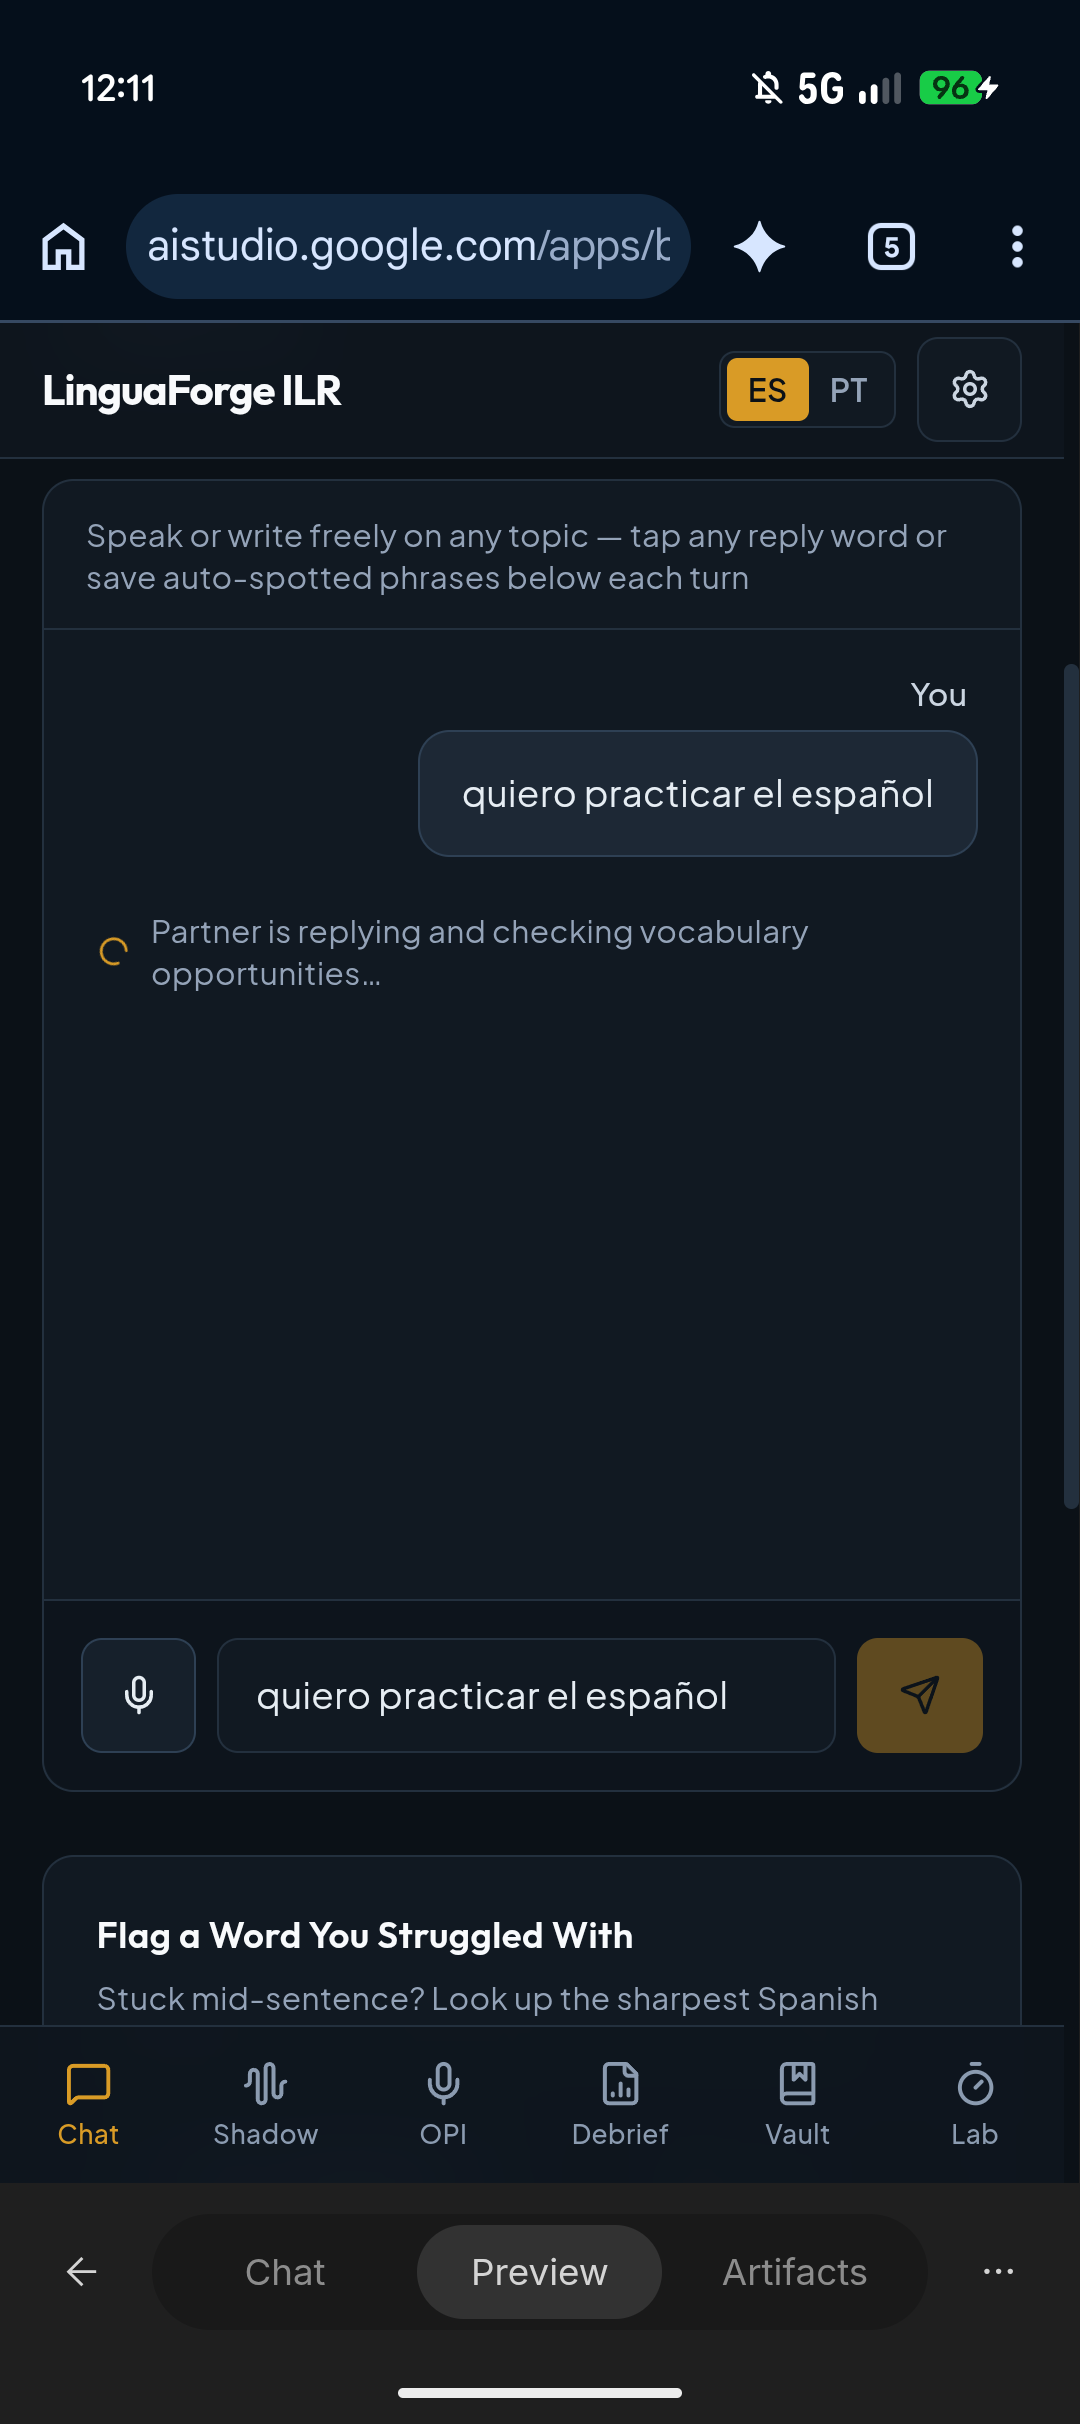 12:11
5G
96
aistudio.google.com/apps/b
5
LinguaForge ILR
ES
PT
Speak or write freely on any topic — tap any reply word or
save auto-spotted phrases below each turn
You
quiero practicar el español
Partner is replying and checking vocabulary
opportunities...
quiero practicar el español
Flag a Word You Struggled With
Stuck mid-sentence? Look up the sharpest Spanish
Chat
Shadow
OPI
Debrief
Vault
Lab
Chat
Preview
Artifacts